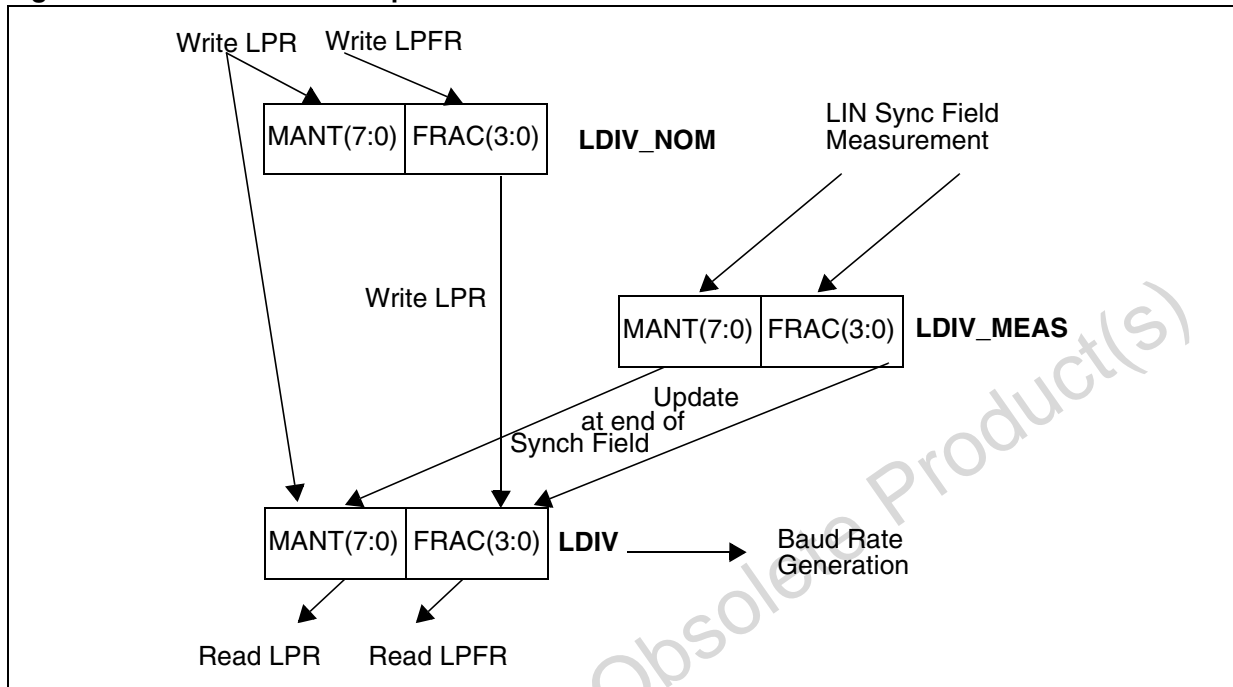 Write LPR
Write LPFR
MANT(7:0)
FRAC(3:0)
LDIV_NOM
LIN Sync Field
Measurement
Write LPR
MANT(7:0)
FRAC(3:0)
LDIV_MEAS
Update
at end of
Synch Field
MANT(7:0)
FRAC(3:0)
LDIV
Baud Rate
Generation
Read LPR
Read LPFR
Obsolete Product(s)